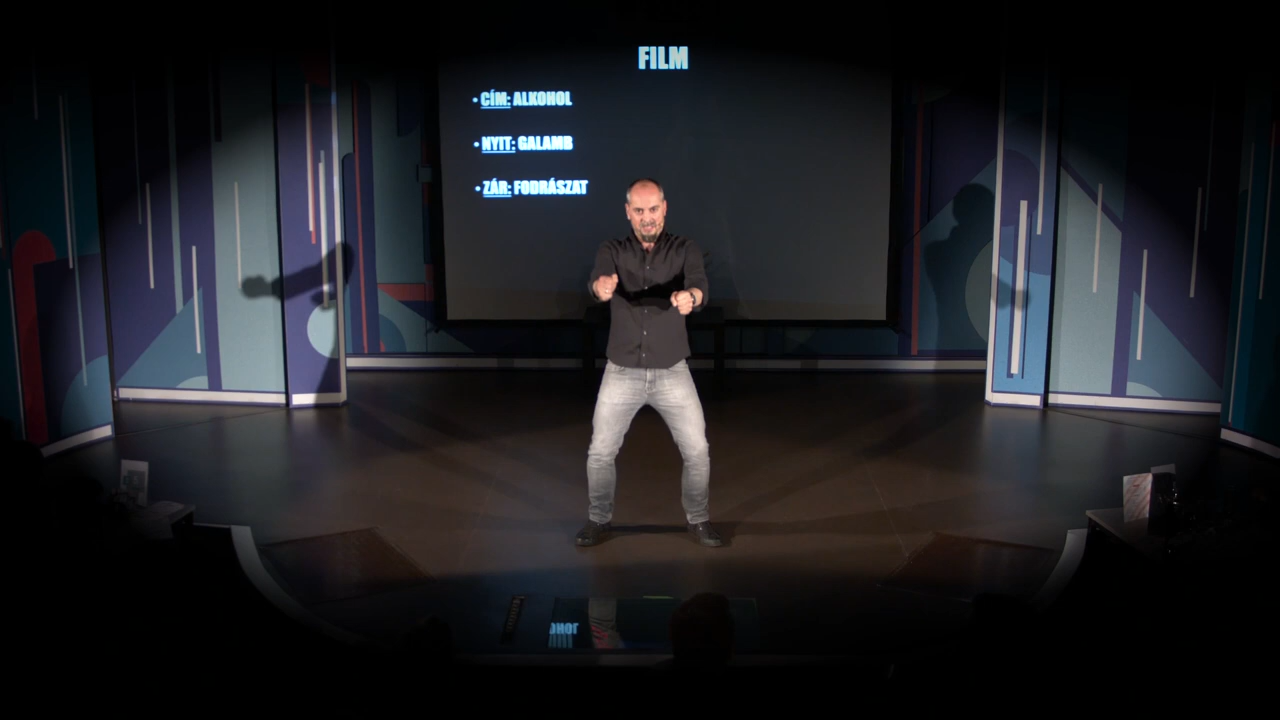 FILM
• CÍM: ALKOHOL
• NYIT: GALAMB
• ZÁR: FODRÁSZAT